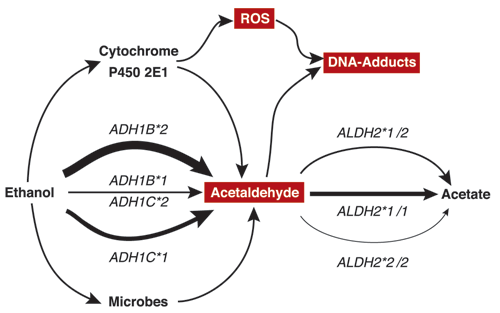 ROS
Cytochrome
P450 2E1
DNA-Adducts
ADH1B*2
ALDH2*1/2
Ethanol
ADH1B*1
ADH1C*2
Acetaldehyde
Acetate
ALDH2*1/1
ADH1C*1
ALDH2*2/2
Microbes